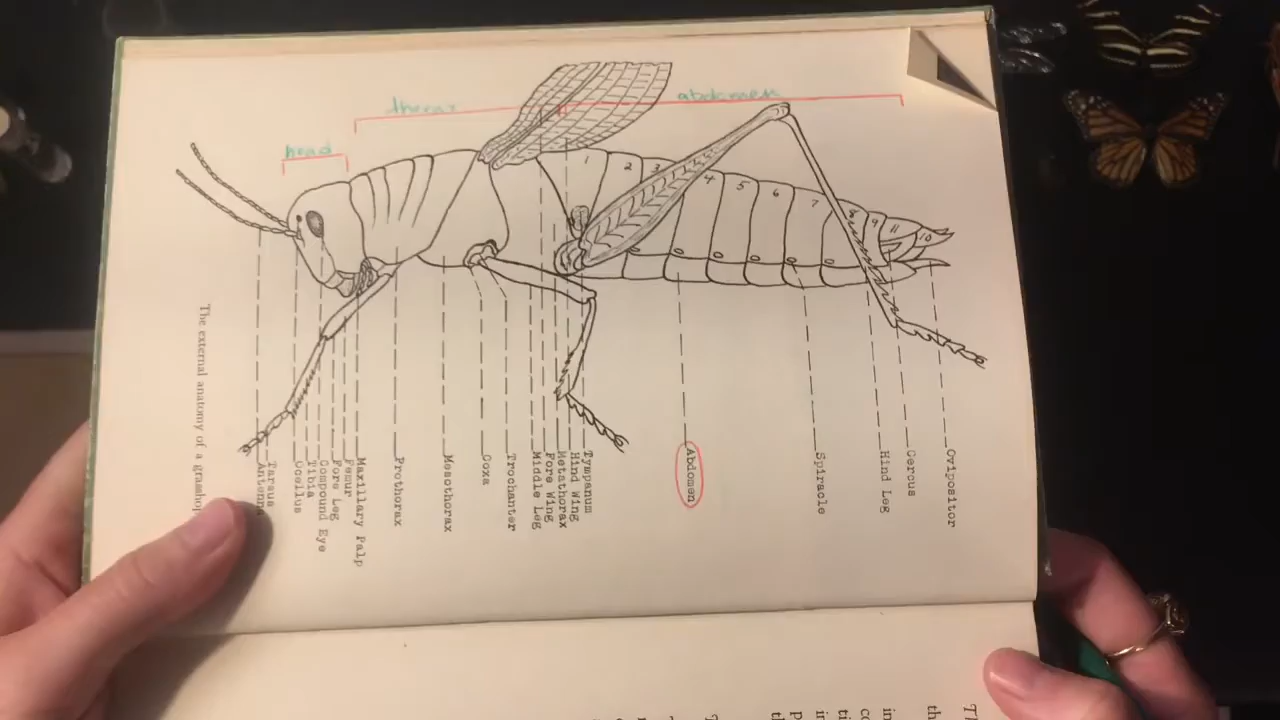 head
thorax
abdomen
1
2
3
4
5
6
7
8
9
11
10
Ovipositor
Cercus
Hind Leg
Spiracle
Abdomen
Tympanum
Hind Wing
Metathorax
Fore Wing
Middle Leg
Trochanter
Coxa
Mesothorax
Prothorax
Maxillary Palp
Femur
Fore Leg
Compound Eye
Tibia
Ocellus
Tarsus
Antenna
The external anatomy of a